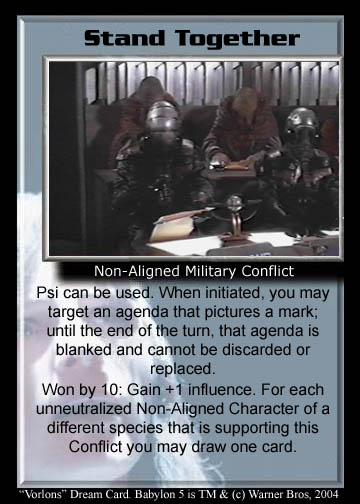 Stand Together
Non-Aligned Military Conflict
Psi can be used. When initiated, you may
target an agenda that pictures a mark;
until the end of the turn, that agenda is
blanked and cannot be discarded or
replaced.
Won by 10: Gain +1 influence. For each
unneutralized Non-Aligned Character of a
different species that is supporting this
Conflict you may draw one card.
“Vorlons” Dream Card. Babylon 5 is TM & (c) Warner Bros, 2004